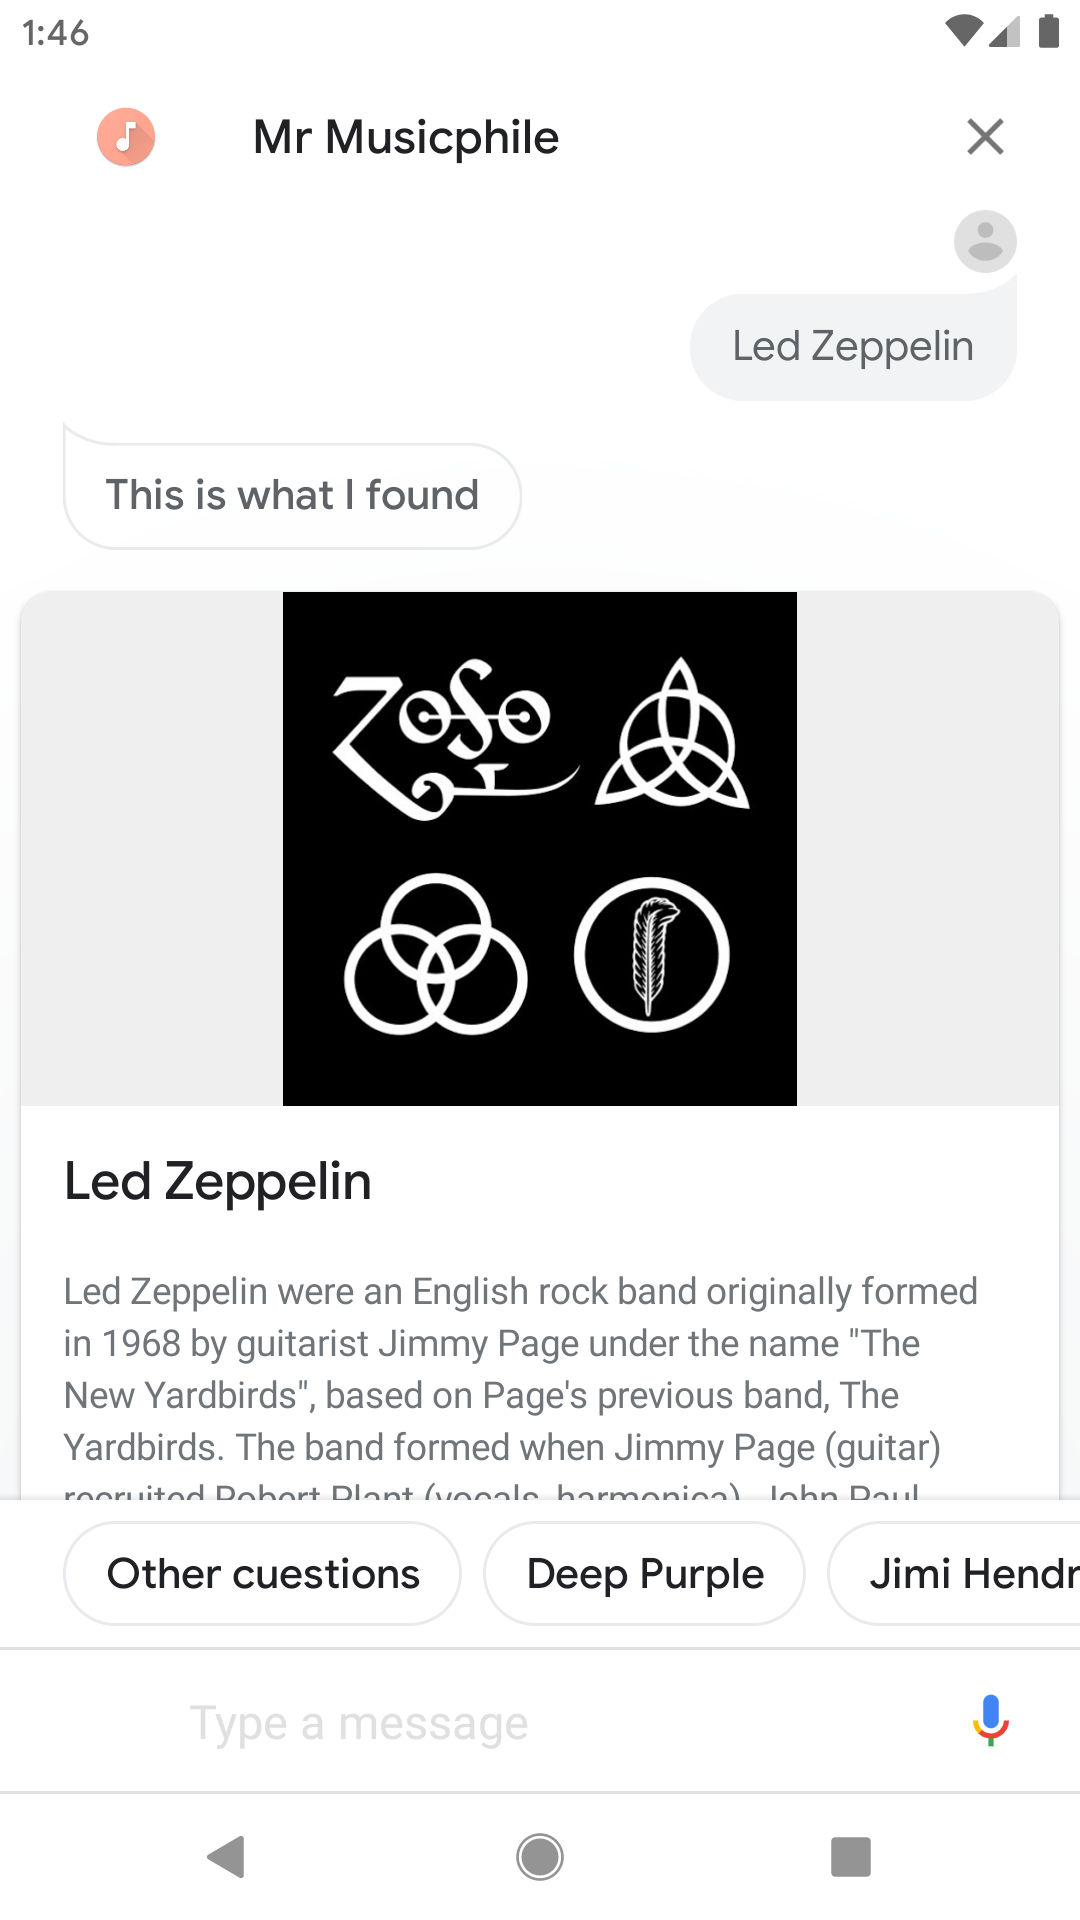 1:46
Mr Musicphile
Led Zeppelin
This is what I found
ZoSo
Led Zeppelin
Led Zeppelin were an English rock band originally formed
in 1968 by guitarist Jimmy Page under the name "The
New Yardbirds", based on Page's previous band, The
Yardbirds. The band formed when Jimmy Page (guitar)
recruited Robert Plant (vocals, harmonica), John Paul
Other cuestions
Deep Purple
Jimi Hendr
Type a message